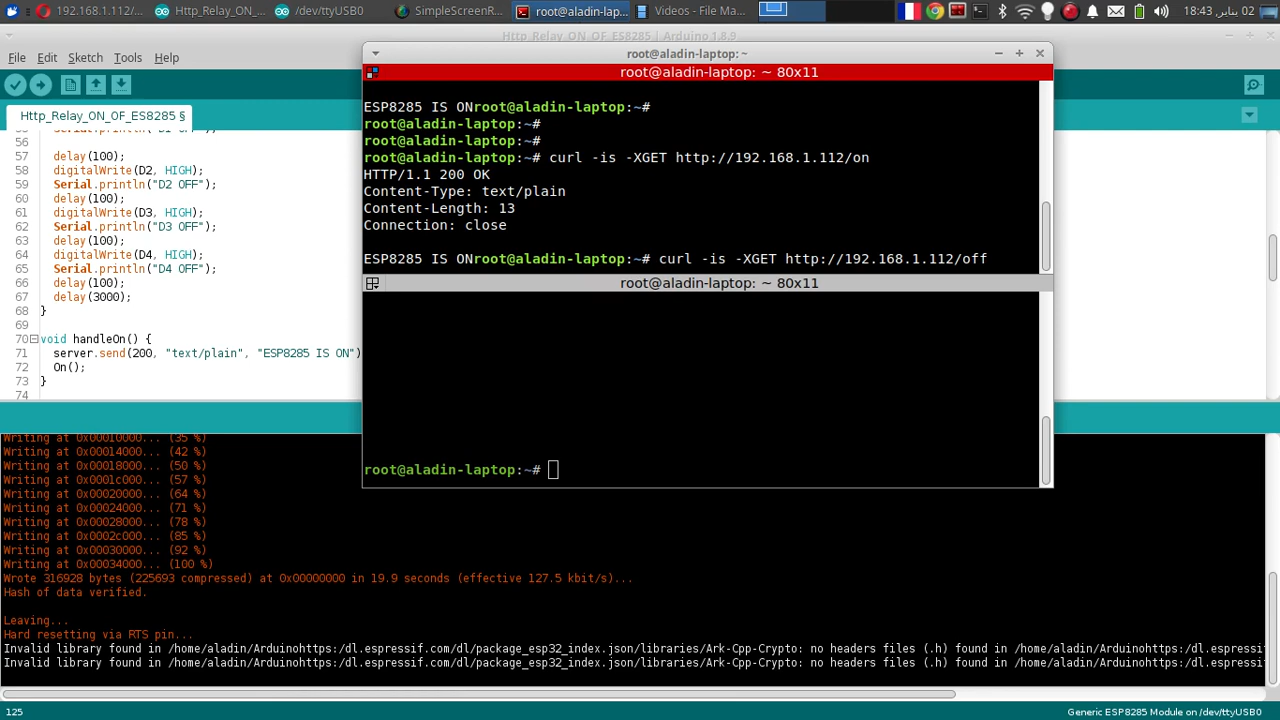 192.168.1.112/on
Http_Relay_ON_...
/dev/ttyUSB0
SimpleScreenR...
root@aladin-lap...
Videos - File Ma...
18:43 ,02 يناير
Http_Relay_ON_OF_ES8285 | Arduino 1.8.9
File Edit Sketch Tools Help
Http_Relay_ON_OF_ES8285 §
56
57 delay(100);
58 digitalWrite(D2, HIGH);
59 Serial.println("D2 OFF");
60 delay(100);
61 digitalWrite(D3, HIGH);
62 Serial.println("D3 OFF");
63 delay(100);
64 digitalWrite(D4, HIGH);
65 Serial.println("D4 OFF");
66 delay(100);
67 delay(3000);
68 }
69
70 void handleOn() {
71 server.send(200, "text/plain", "ESP8285 IS ON")
72 On();
73 }
74
root@aladin-laptop: ~
root@aladin-laptop: ~ 80x11
ESP8285 IS ONroot@aladin-laptop:~#
root@aladin-laptop:~#
root@aladin-laptop:~#
root@aladin-laptop:~# curl -is -XGET http://192.168.1.112/on
HTTP/1.1 200 OK
Content-Type: text/plain
Content-Length: 13
Connection: close
ESP8285 IS ONroot@aladin-laptop:~# curl -is -XGET http://192.168.1.112/off
root@aladin-laptop: ~ 80x11
root@aladin-laptop:~#
Writing at 0x00010000... (35 %)
Writing at 0x00014000... (42 %)
Writing at 0x00018000... (50 %)
Writing at 0x0001c000... (57 %)
Writing at 0x00020000... (64 %)
Writing at 0x00024000... (71 %)
Writing at 0x00028000... (78 %)
Writing at 0x0002c000... (85 %)
Writing at 0x00030000... (92 %)
Writing at 0x00034000... (100 %)
Wrote 316928 bytes (225693 compressed) at 0x00000000 in 19.9 seconds (effective 127.5 kbit/s)...
Hash of data verified.
Leaving...
Hard resetting via RTS pin...
Invalid library found in /home/aladin/Arduinohttps:/dl.espressif.com/dl/package_esp32_index.json/libraries/Ark-Cpp-Crypto: no headers files (.h) found in /home/aladin/Arduinohttps:/dl.espressi
Invalid library found in /home/aladin/Arduinohttps:/dl.espressif.com/dl/package_esp32_index.json/libraries/Ark-Cpp-Crypto: no headers files (.h) found in /home/aladin/Arduinohttps:/dl.espressi
125
Generic ESP8285 Module on /dev/ttyUSB0